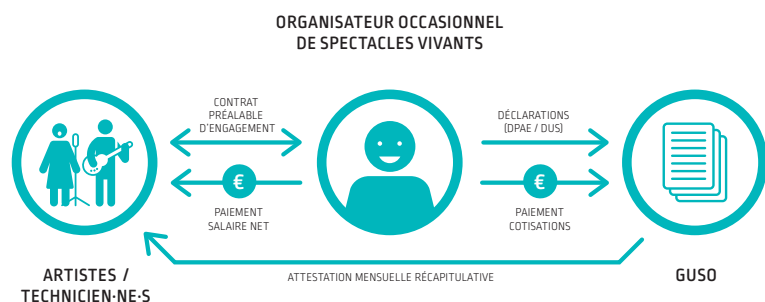 ORGANISATEUR OCCASIONNEL
DE SPECTACLES VIVANTS
CONTRAT
PRÉALABLE
D'ENGAGEMENT
€
PAIEMENT
SALAIRE NET
DÉCLARATIONS
(DPAE / DUS)
€
PAIEMENT
COTISATIONS
ATTESTATION MENSUELLE RÉCAPITULATIVE
ARTISTES /
TECHNICIEN·NE·S
GUSO